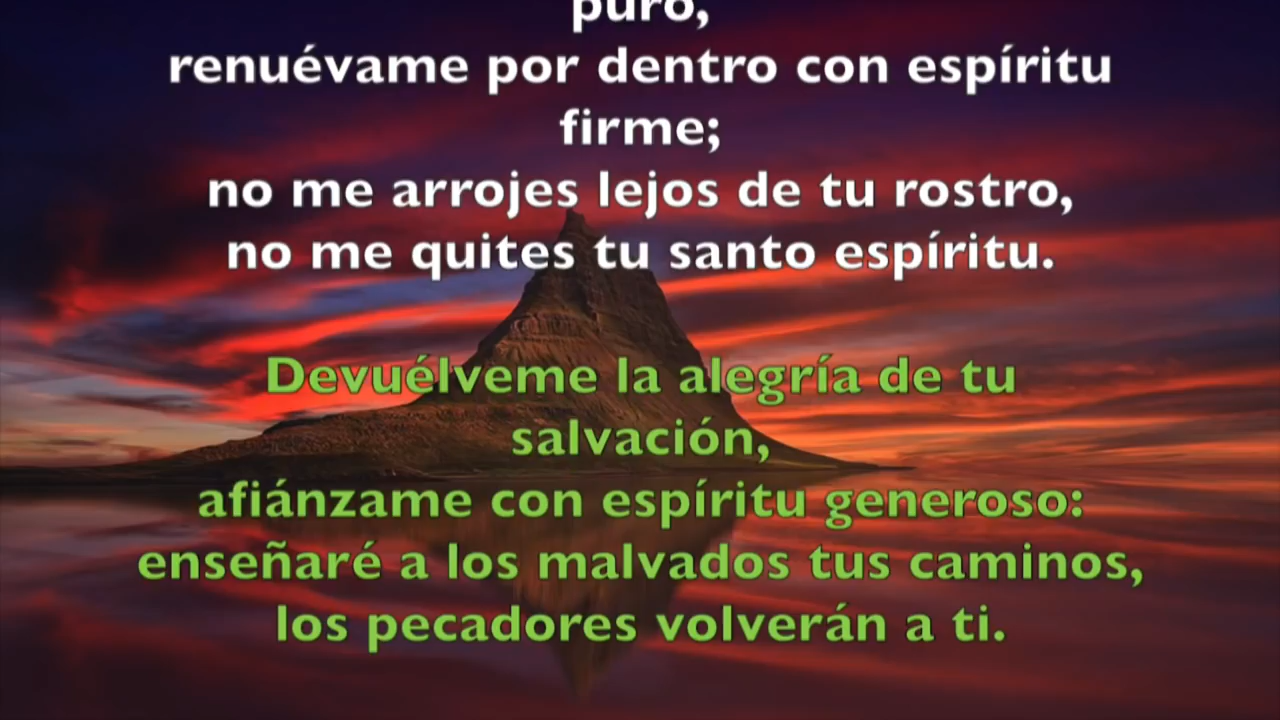 puro,
renuévame por dentro con espíritu
firme;
no me arrojes lejos de tu rostro,
no me quites tu santo espíritu.
Devuélveme la alegría de tu
salvación,
afiánzame con espíritu generoso:
enseñaré a los malvados tus caminos,
los pecadores volverán a ti.